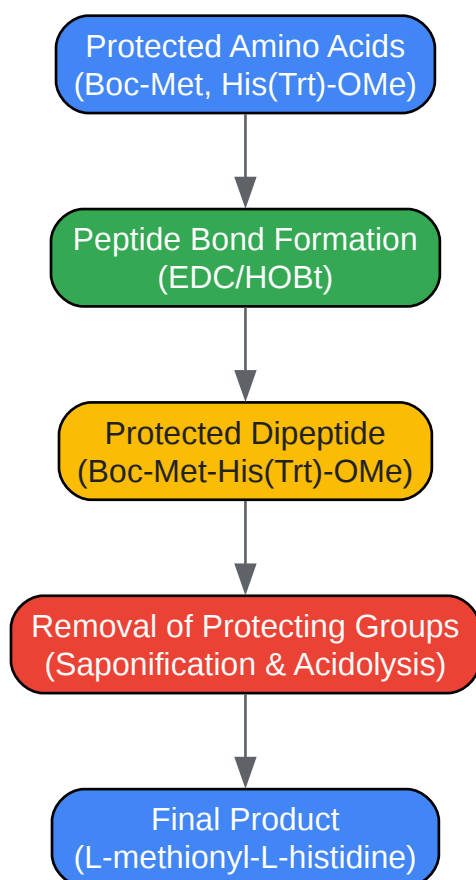 Protected Amino Acids
(Boc-Met, His(Trt)-OMe)
Peptide Bond Formation
(EDC/HOBt)
Protected Dipeptide
(Boc-Met-His(Trt)-OMe)
Removal of Protecting Groups
(Saponification & Acidolysis)
Final Product
(L-methionyl-L-histidine)